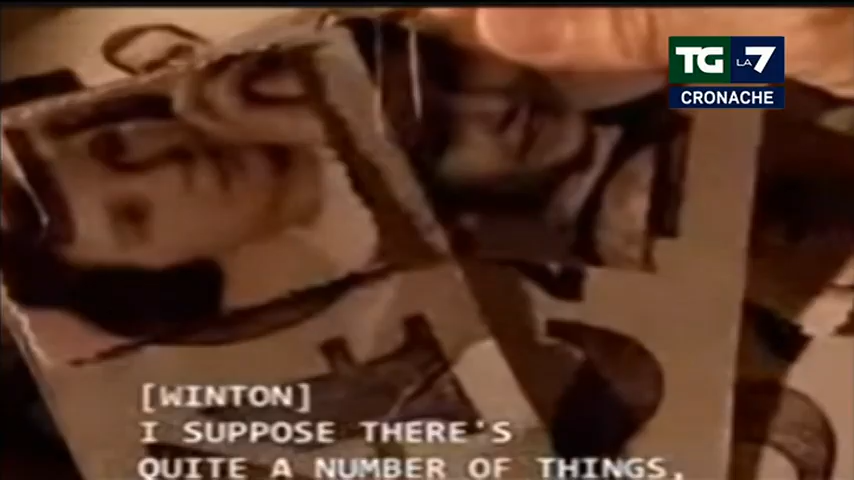 TG LA 7
CRONACHE
[WINTON]
I SUPPOSE THERE'S
QUITE A NUMBER OF THINGS,